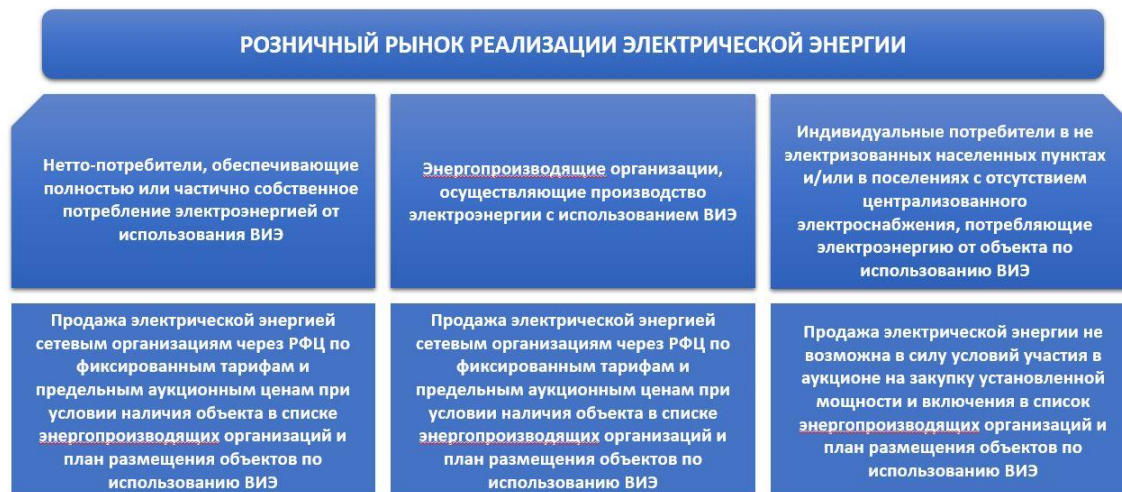 РОЗНИЧНЫЙ РЫНОК РЕАЛИЗАЦИИ ЭЛЕКТРИЧЕСКОЙ ЭНЕРГИИ
Нетто-потребители, обеспечивающие
полностью или частично собственное
потребление электроэнергией от
использования ВИЭ
Энергопроизводящие организации,
осуществляющие производство
электроэнергии с использованием ВИЭ
Индивидуальные потребители в не
электризованных населенных пунктах
и/или в поселениях с отсутствием
централизованного
электроснабжения, потребляющие
электроэнергию от объекта по
использованию ВИЭ
Продажа электрической энергией
сетевым организациям через РФЦ по
фиксированным тарифам и
предельным аукционным ценам при
условии наличия объекта в списке
энергопроизводящих организаций и
план размещения объектов по
использованию ВИЭ
Продажа электрической энергией
сетевым организациям через РФЦ по
фиксированным тарифам и
предельным аукционным ценам при
условии наличия объекта в списке
энергопроизводящих организаций и
план размещения объектов по
использованию ВИЭ
Продажа электрической энергии не
возможна в силу условий участия в
аукционе на закупку установленной
мощности и включения в список
энергопроизводящих организаций и
план размещения объектов по
использованию ВИЭ